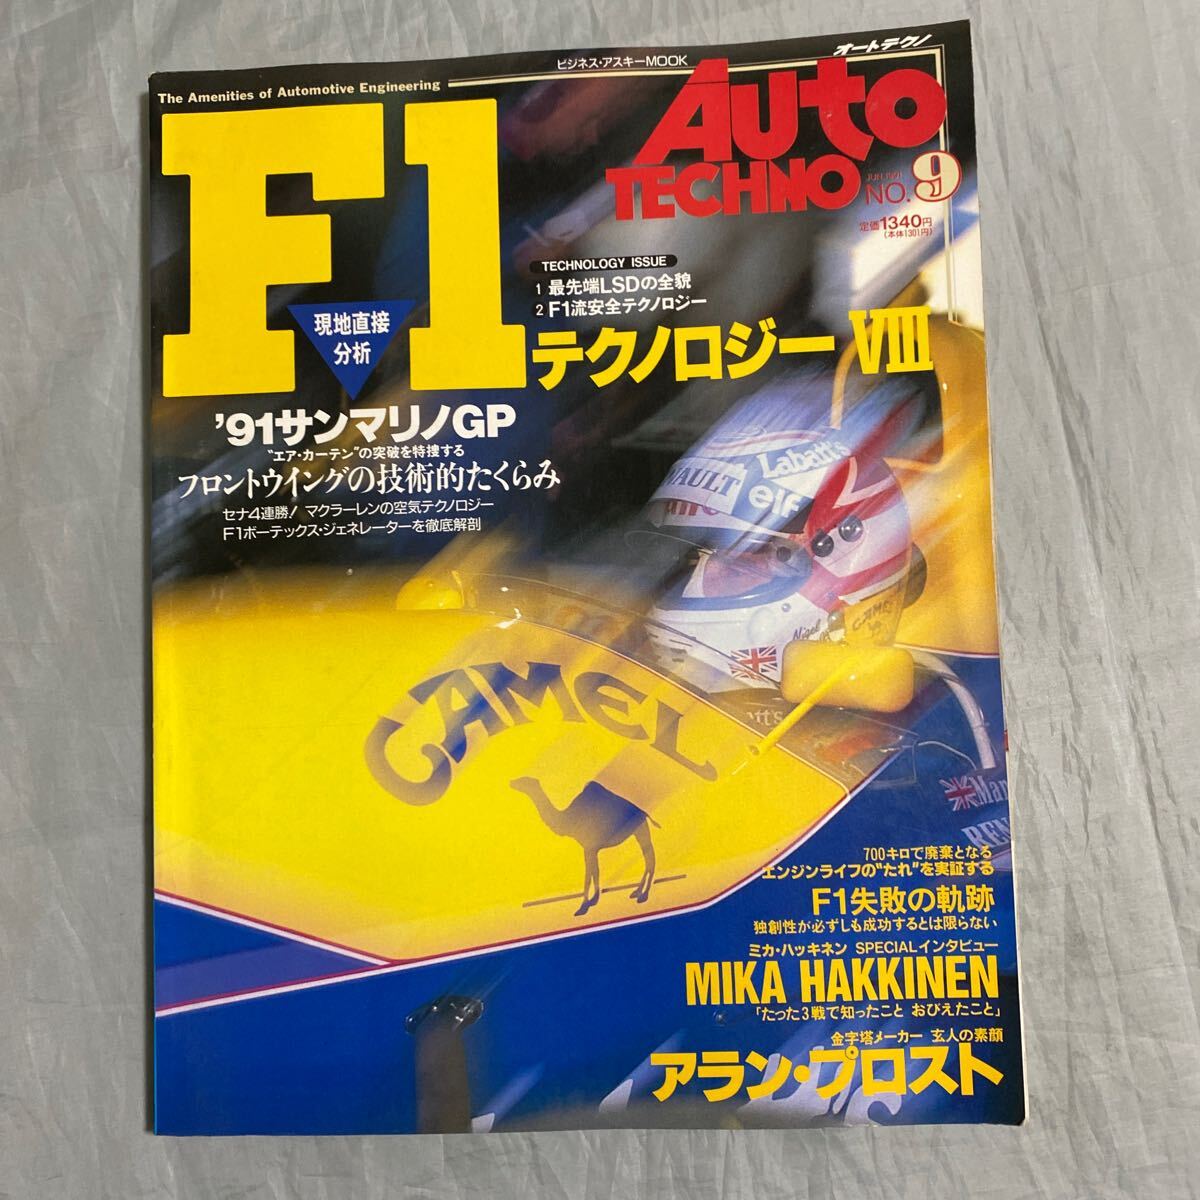 オートテクノ
ビジネス・アスキーMOOK
The Amenities of Automotive Engineering
Auto
TECHNO
JUN.1991
NO.9
定価1340円
(本体1301円)
F1
現地直接
分析
TECHNOLOGY ISSUE
1 最先端LSDの全貌
2 F1流安全テクノロジー
テクノロジー VIII
'91サンマリノGP
"エア・カーテン"の突破を特捜する
フロントウイングの技術的たくらみ
セナ4連勝! マクラーレンの空気テクノロジー
F1ボーテックス・ジェネレーターを徹底解剖
Labatt's
elf
Nigel
CAMEL
att's
CAMEL
Mar
REN
700キロで廃棄となる
エンジンライフの"たれ"を実証する
F1失敗の軌跡
独創性が必ずしも成功するとは限らない
ミカ・ハッキネン SPECIALインタビュー
MIKA HAKKINEN
「たった3戦で知ったこと おびえたこと」
金字塔メーカー 玄人の素顔
アラン・プロスト